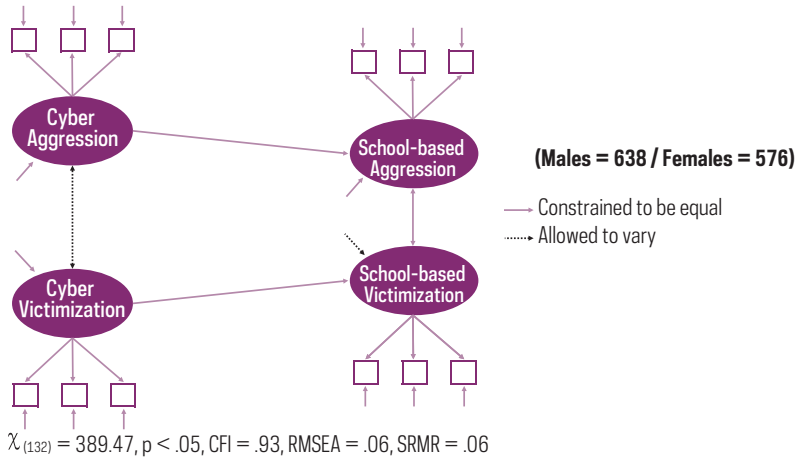 Cyber
Aggression
School-based
Aggression
(Males = 638 / Females = 576)
Constrained to be equal
Allowed to vary
Cyber
Victimization
School-based
Victimization
χ (132) = 389.47, p < .05, CFI = .93, RMSEA = .06, SRMR = .06